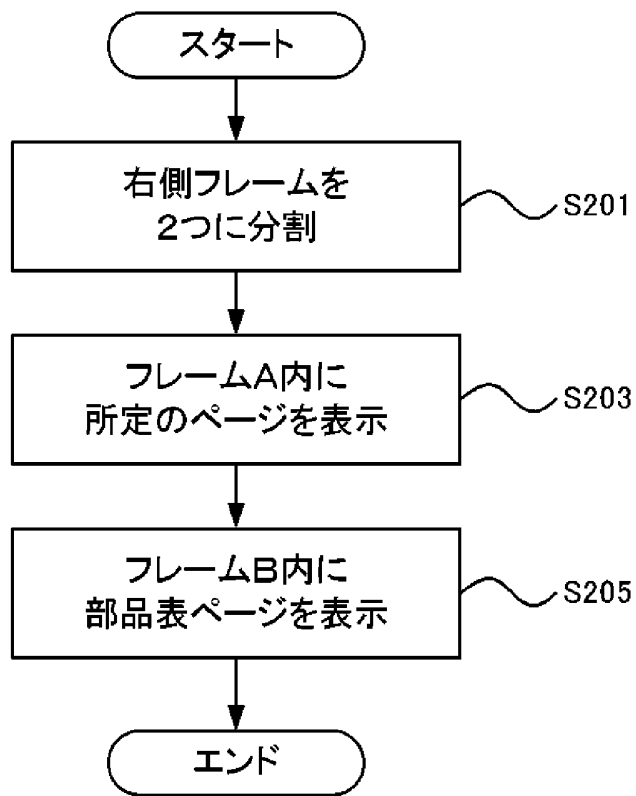 スタート
右側フレームを
2つに分割
S201
フレームA内に
所定のページを表示
S203
フレームB内に
部品表ページを表示
S205
エンド